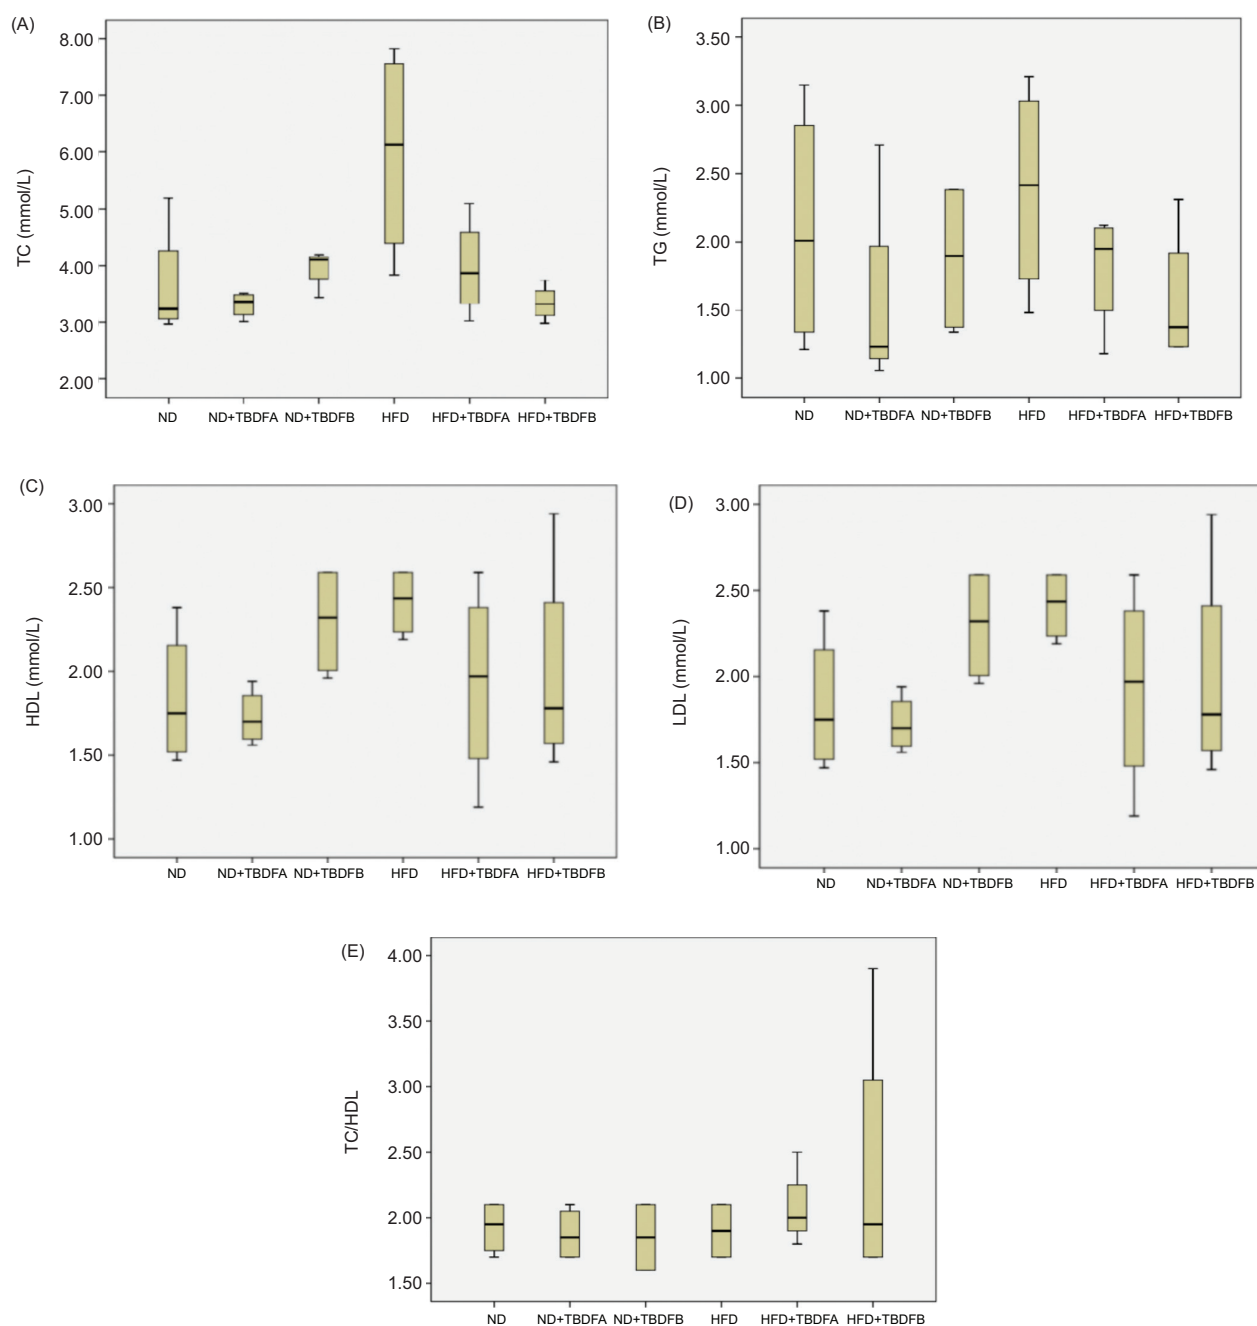 (A)
TC (mmol/L)
8.00
7.00
6.00
5.00
4.00
3.00
2.00
ND ND+TBDFA ND+TBDFB HFD HFD+TBDFA HFD+TBDFB
(B)
TG (mmol/L)
3.50
3.00
2.50
2.00
1.50
1.00
ND ND+TBDFA ND+TBDFB HFD HFD+TBDFA HFD+TBDFB
(C)
HDL (mmol/L)
3.00
2.50
2.00
1.50
1.00
ND ND+TBDFA ND+TBDFB HFD HFD+TBDFA HFD+TBDFB
(D)
LDL (mmol/L)
3.00
2.50
2.00
1.50
1.00
ND ND+TBDFA ND+TBDFB HFD HFD+TBDFA HFD+TBDFB
(E)
TC/HDL
4.00
3.50
3.00
2.50
2.00
1.50
ND ND+TBDFA ND+TBDFB HFD HFD+TBDFA HFD+TBDFB